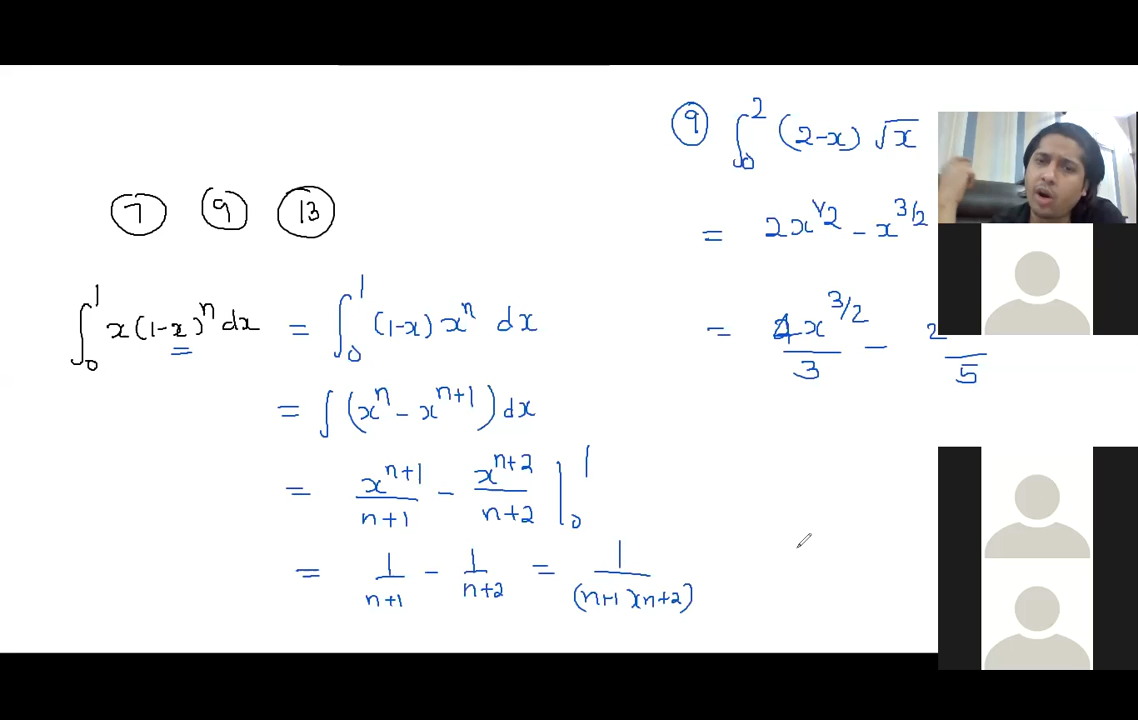 7 9 13
∫₀¹ x(1-x)ⁿ dx = ∫₀¹ (1-x) xⁿ dx
= ∫ (xⁿ - xⁿ⁺¹) dx
= xⁿ⁺¹/n+1 - xⁿ⁺²/n+2 |₀¹
= 1/n+1 - 1/n+2 = 1/(n+1)(n+2)
9 ∫₀² (2-x) √x
= 2x^1/2 - x^3/2
= 4x^3/2/3 - 2/5